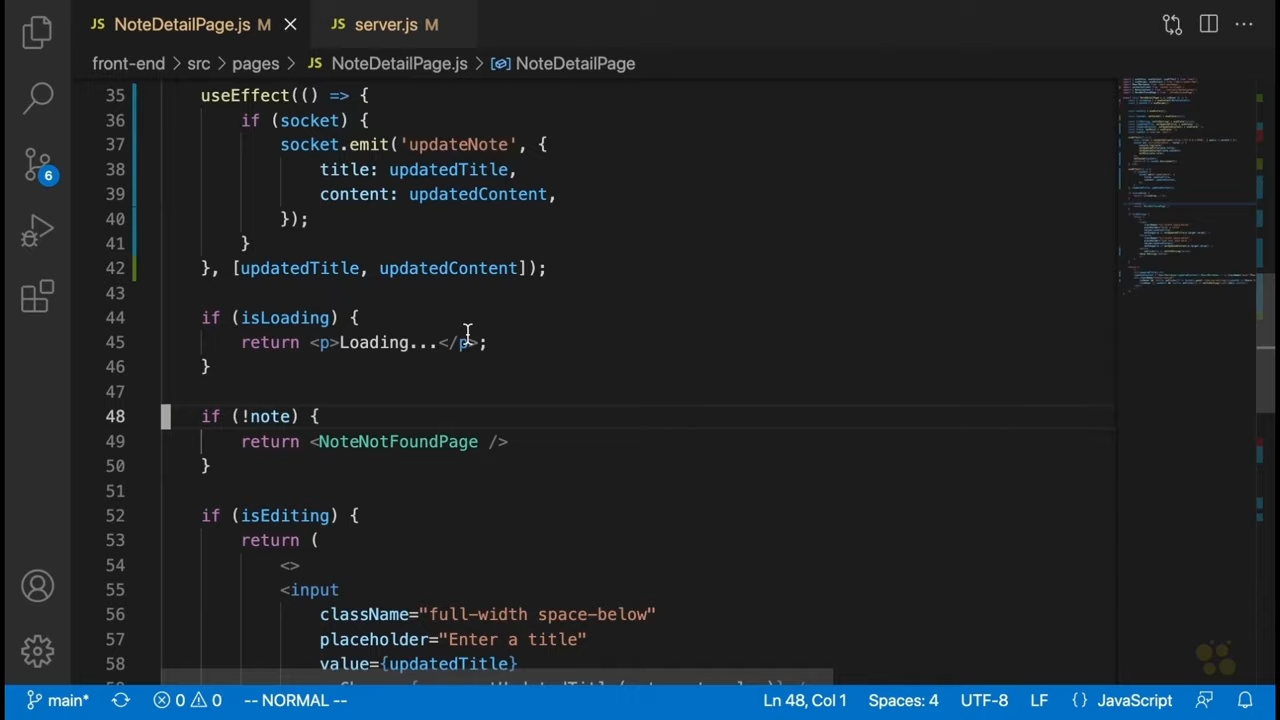 JS NoteDetailPage.js M × JS server.js M
front-end > src > pages > JS NoteDetailPage.js > NoteDetailPage
35 useEffect(() => {
36 if (socket) {
37 socket.emit('updateNote', {
38 title: updatedTitle,
39 content: updatedContent,
40 });
41 }
42 }, [updatedTitle, updatedContent]);
43
44 if (isLoading) {
45 return <p>Loading...</p>;
46 }
47
48 if (!note) {
49 return <NoteNotFoundPage />
50 }
51
52 if (isEditing) {
53 return (
54 <>
55 <input
56 className="full-width space-below"
57 placeholder="Enter a title"
58 value={updatedTitle}
6
main* 0 0 -- NORMAL -- Ln 48, Col 1 Spaces: 4 UTF-8 LF {} JavaScript